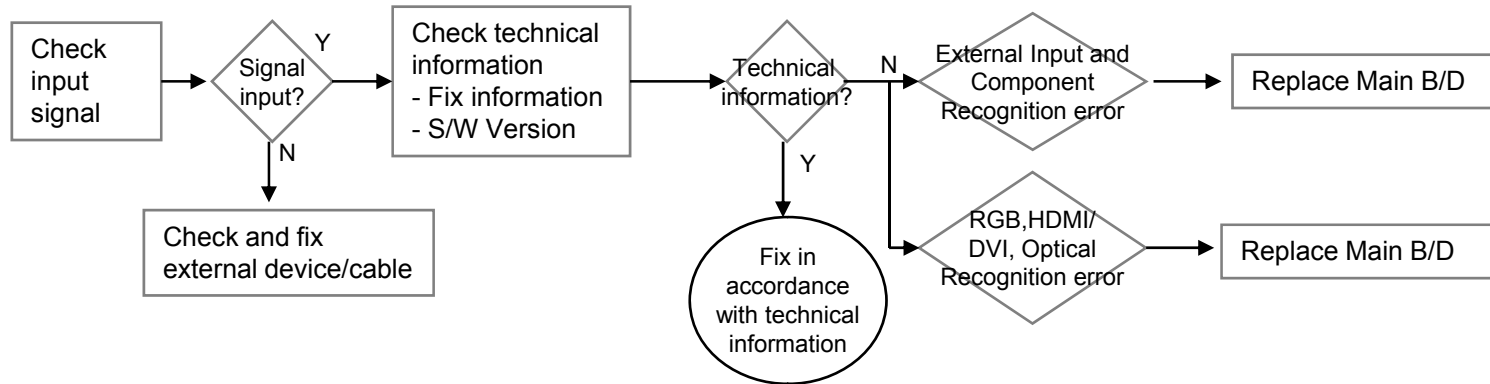 Check
input
signal
Signal
input?
Y
N
Check and fix
external device/cable
Check technical
information
- Fix information
- S/W Version
Technical
information?
Y
Fix in
accordance
with technical
information
N
External Input and
Component
Recognition error
Replace Main B/D
RGB,HDMI/
DVI, Optical
Recognition error
Replace Main B/D